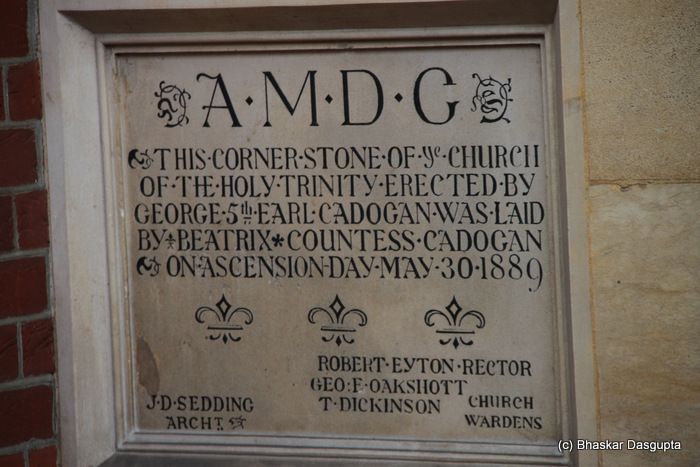 A·M·D·G
THIS·CORNER·STONE·OF·yᵉ·CHURCH
OF·THE·HOLY·TRINITY·ERECTED·BY
GEORGE·5th·EARL·CADOGAN·WAS·LAID
BY BEATRIX * COUNTESS·CADOGAN
ON·ASCENSION·DAY·MAY·30·1889
ROBERT·EYTON·RECTOR
GEO:F·OAKSHOTT
T·DICKINSON CHURCH WARDENS
J·D·SEDDING
ARCHT.
(c) Bhaskar Dasgupta